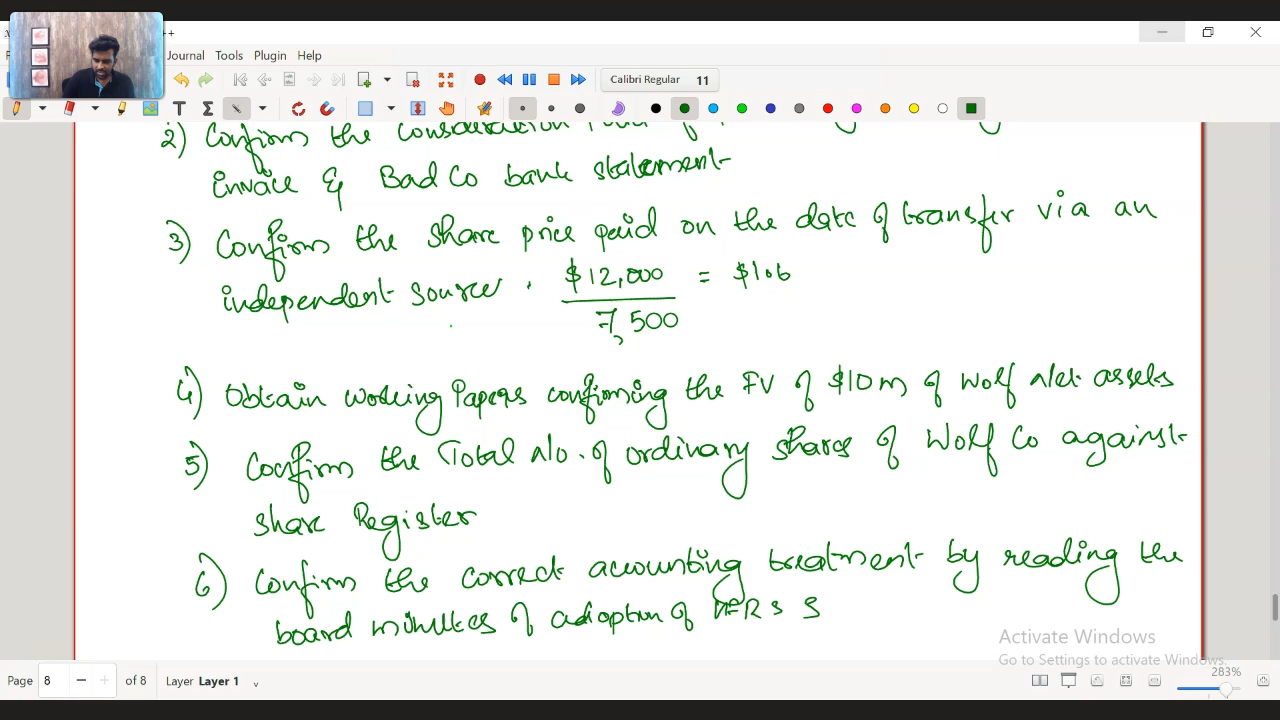 ++
Journal Tools Plugin Help
Calibri Regular 11
2) Confirm the consideration
invoice & BadCo bank statement
3) Confirm the share price paid on the date of transfer via an
independent source. $12,000 = $1.06
7,500
4) Obtain working Papers confirming the FV of $10m of Wolf Net assets
5) Confirm the Total No. of ordinary shares of Wolf Co against
share Register
6) Confirm the correct accounting treatment by reading the
board minutes of adoption of IFRS 5
Activate Windows
Go to Settings to activate Windows.
Page 8 of 8 Layer Layer 1 283%